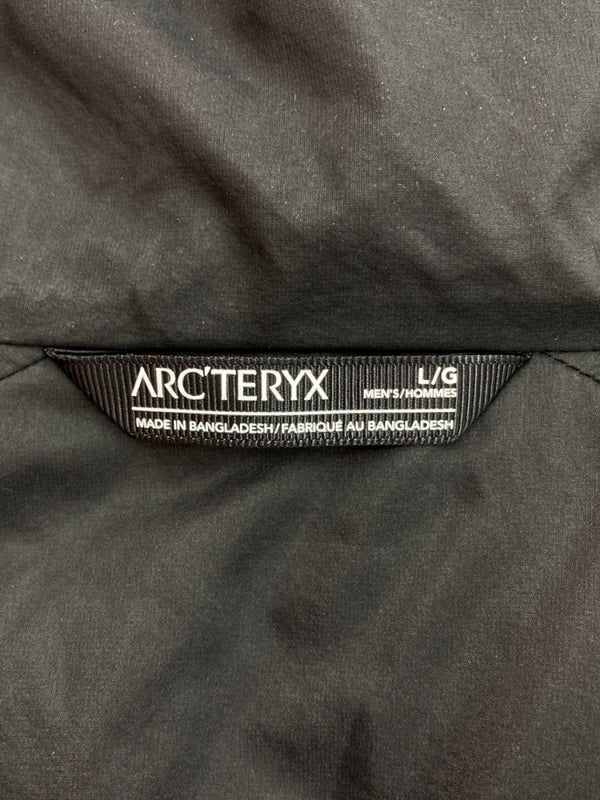 ARC'TERYX L/G
MEN'S/HOMMES
MADE IN BANGLADESH/FABRIQUÉ AU BANGLADESH